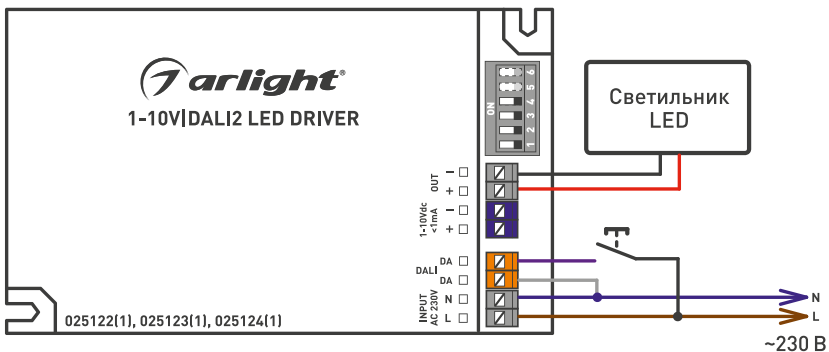 arlight®
1-10V|DALI2 LED DRIVER
ON
1 2 3 4 5 6
Светильник
LED
OUT
−
+
1-10Vdc
<1mA
−
+
DALI
DA
DA
INPUT
AC 230V
N
L
N
L
~230 В
025122(1), 025123(1), 025124(1)